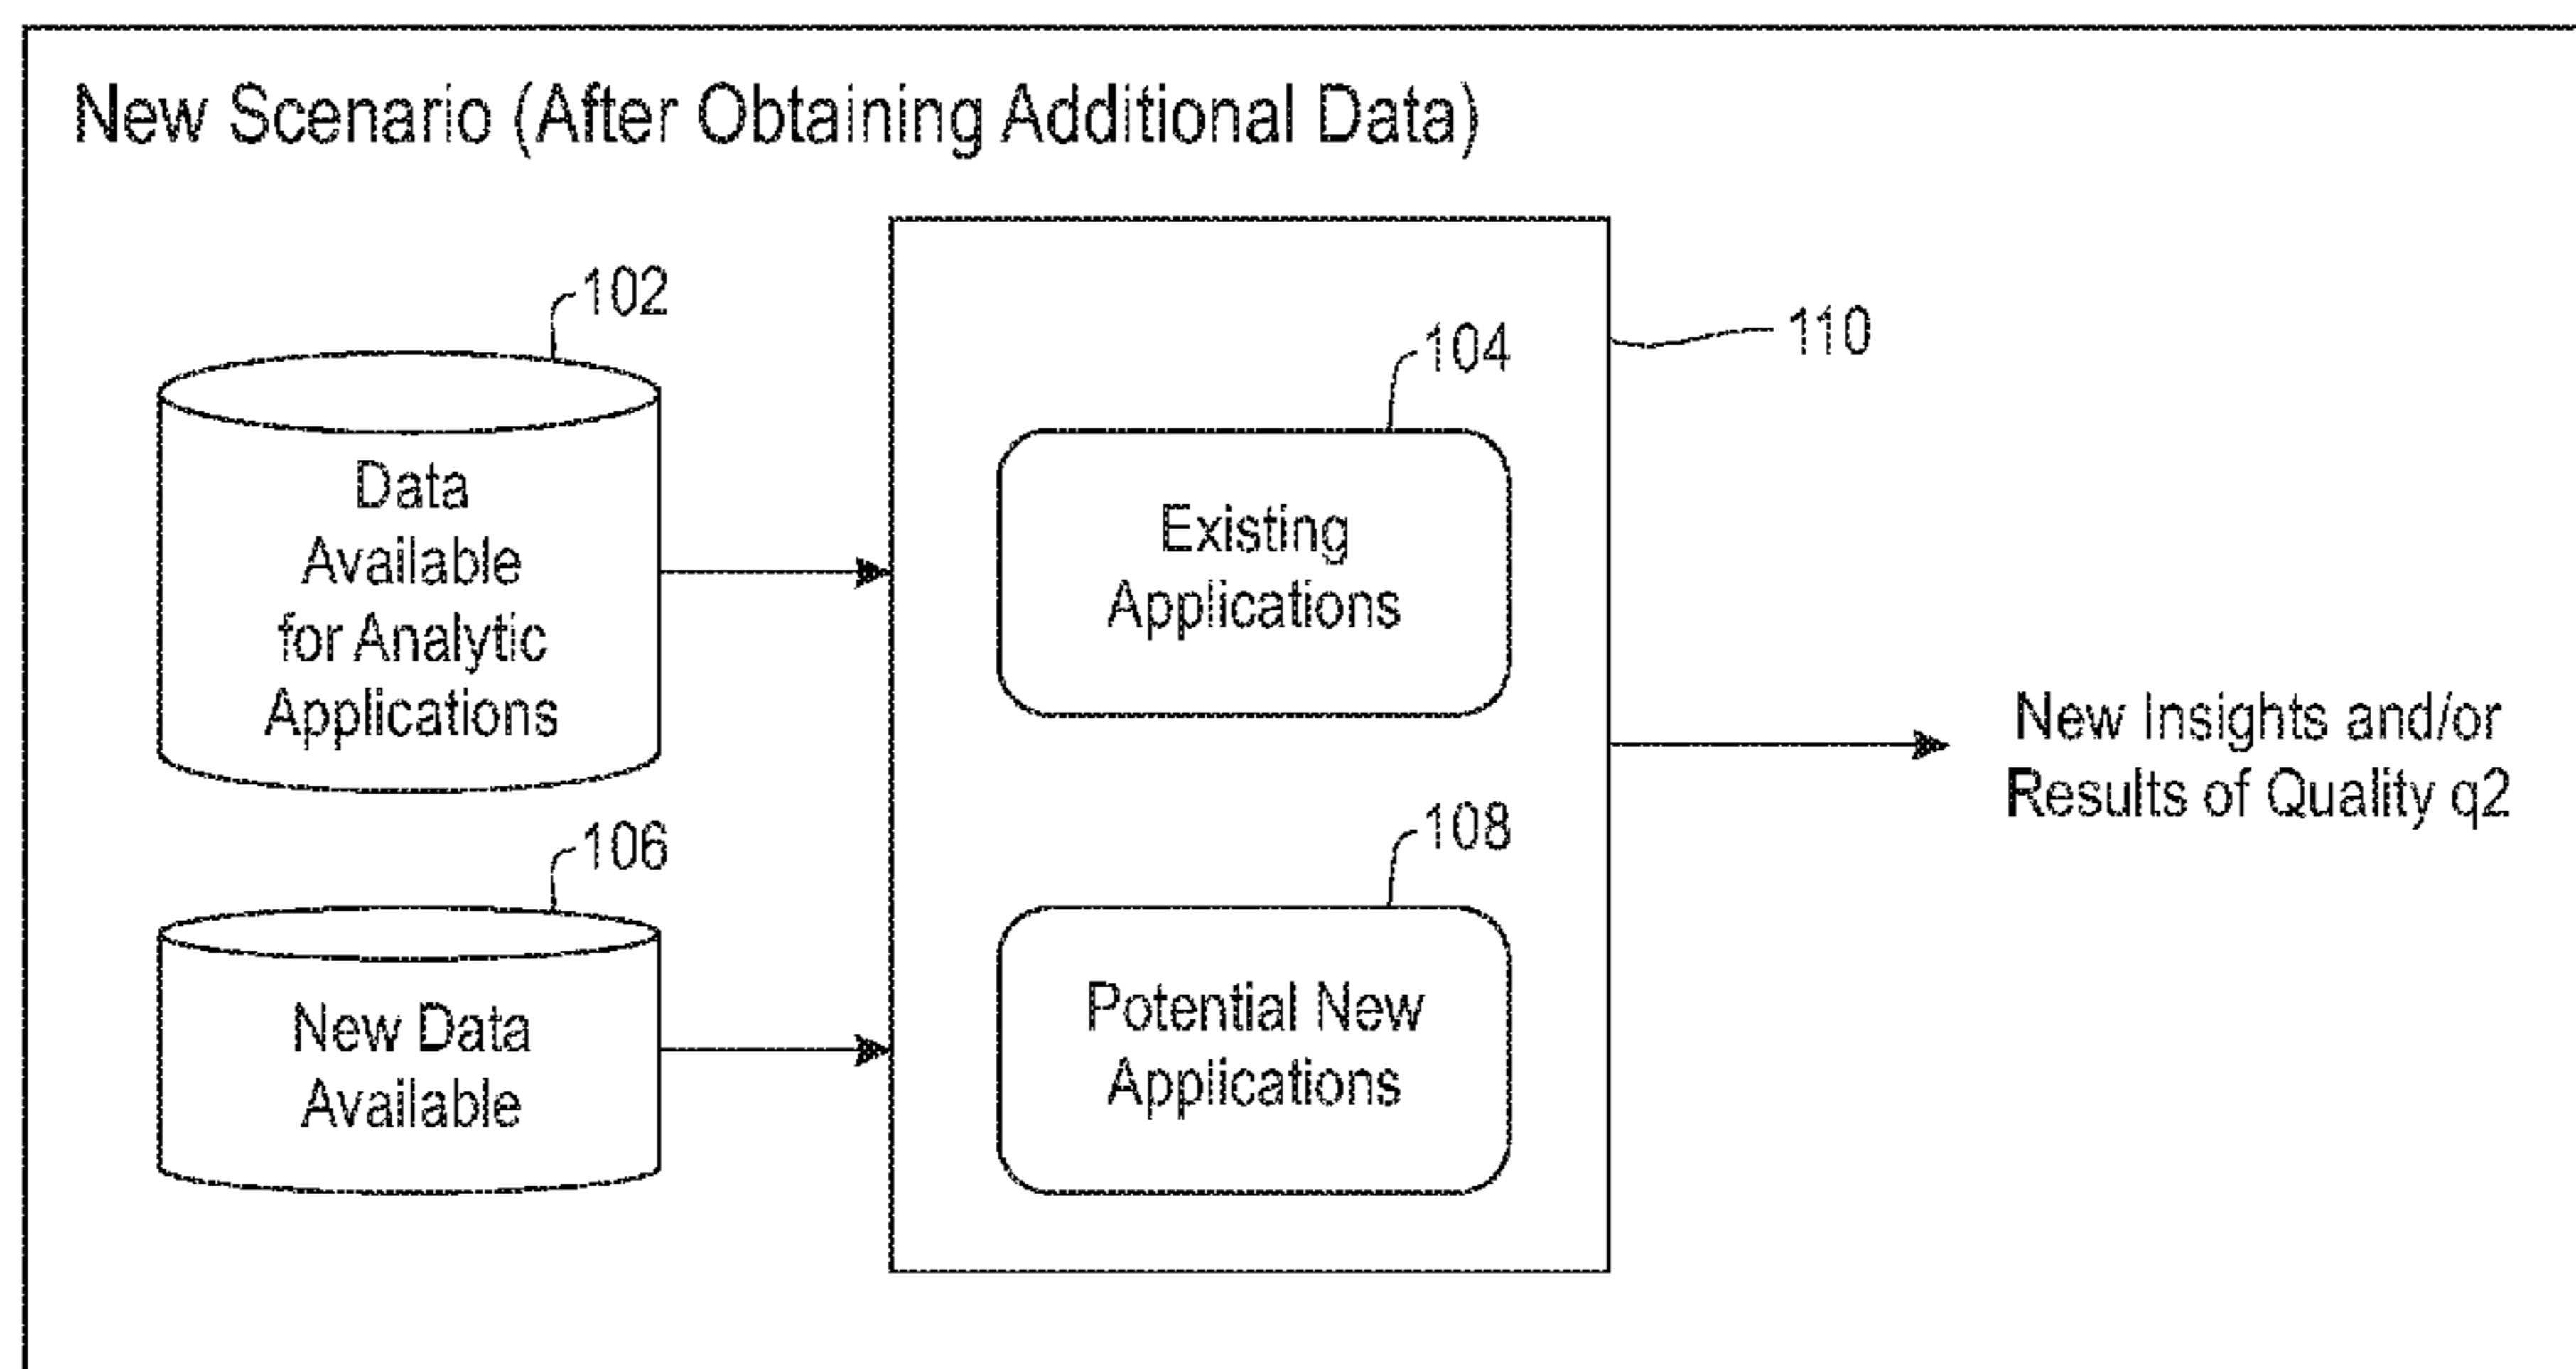 New Scenario (After Obtaining Additional Data)
102
Data
Available
for Analytic
Applications
106
New Data
Available
104
Existing
Applications
108
Potential New
Applications
110
New Insights and/or
Results of Quality q2